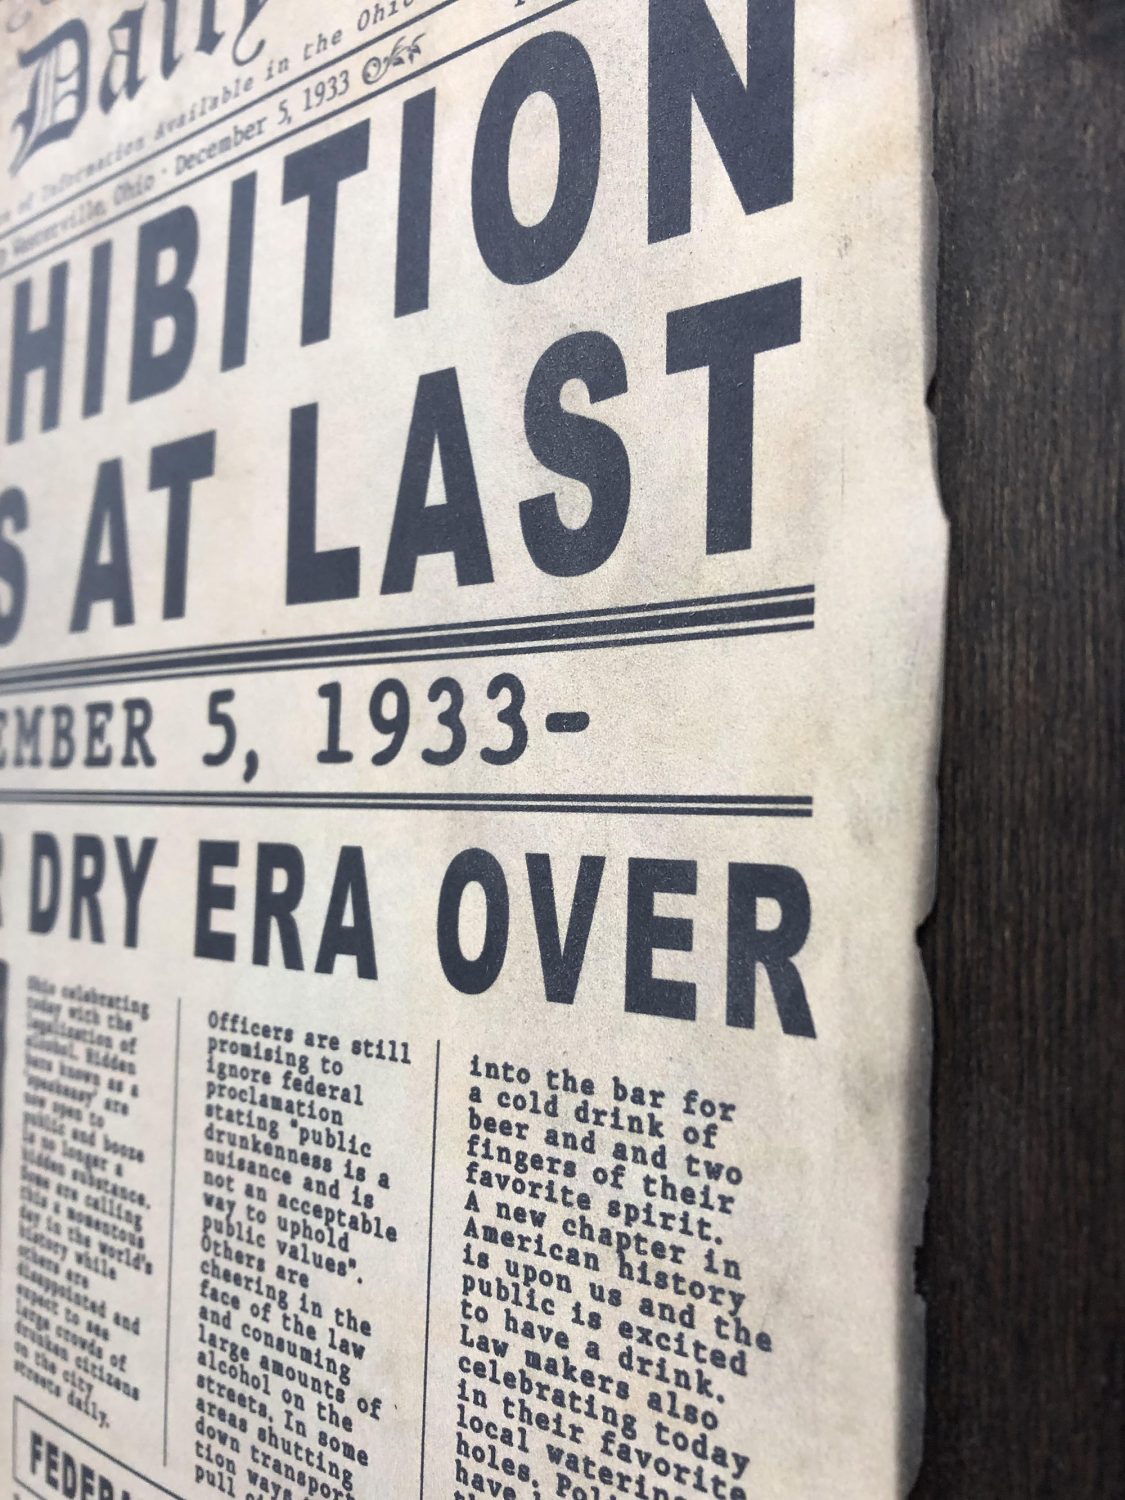 Daily
of Information Available in the Ohio
Westerville, Ohio · December 5, 1933
HIBITION
S AT LAST
EMBER 5, 1933-
R DRY ERA OVER
Ohio celebrating
today with the
legalization of
alcohol. Hidden
bars known as a
"speakeasy" are
now open to
public and booze
is no longer a
hidden substance.
Some are calling
this a momentous
day in the world's
history while
others are
disappointed and
expect to see
large crowds of
drunken citizens
on the city
streets daily.
FEDERA
Officers are still
promising to
ignore federal
proclamation
stating "public
drunkenness is a
nuisance and is
not an acceptable
way to uphold
public values".
Others are
cheering in the
face of the law
and consuming
large amounts of
alcohol on the
streets. In some
areas shutting
down transport
tion ways
pull
into the bar for
a cold drink of
beer and and two
fingers of their
favorite spirit.
A new chapter in
American history
is upon us and the
public is excited
to have a drink.
Law makers also
celebrating today
in their favorite
local watering
holes. Pol
have